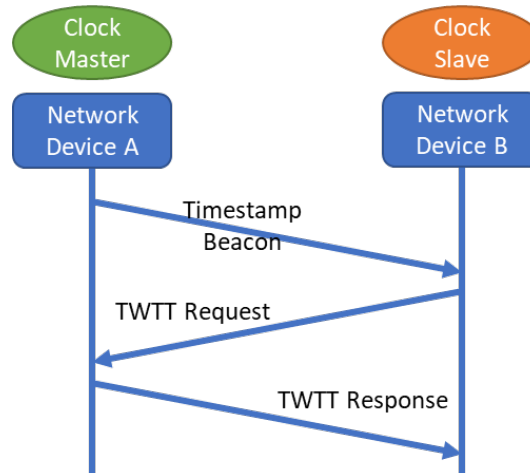 Clock
Master
Clock
Slave
Network
Device A
Network
Device B
Timestamp
Beacon
TWTT Request
TWTT Response